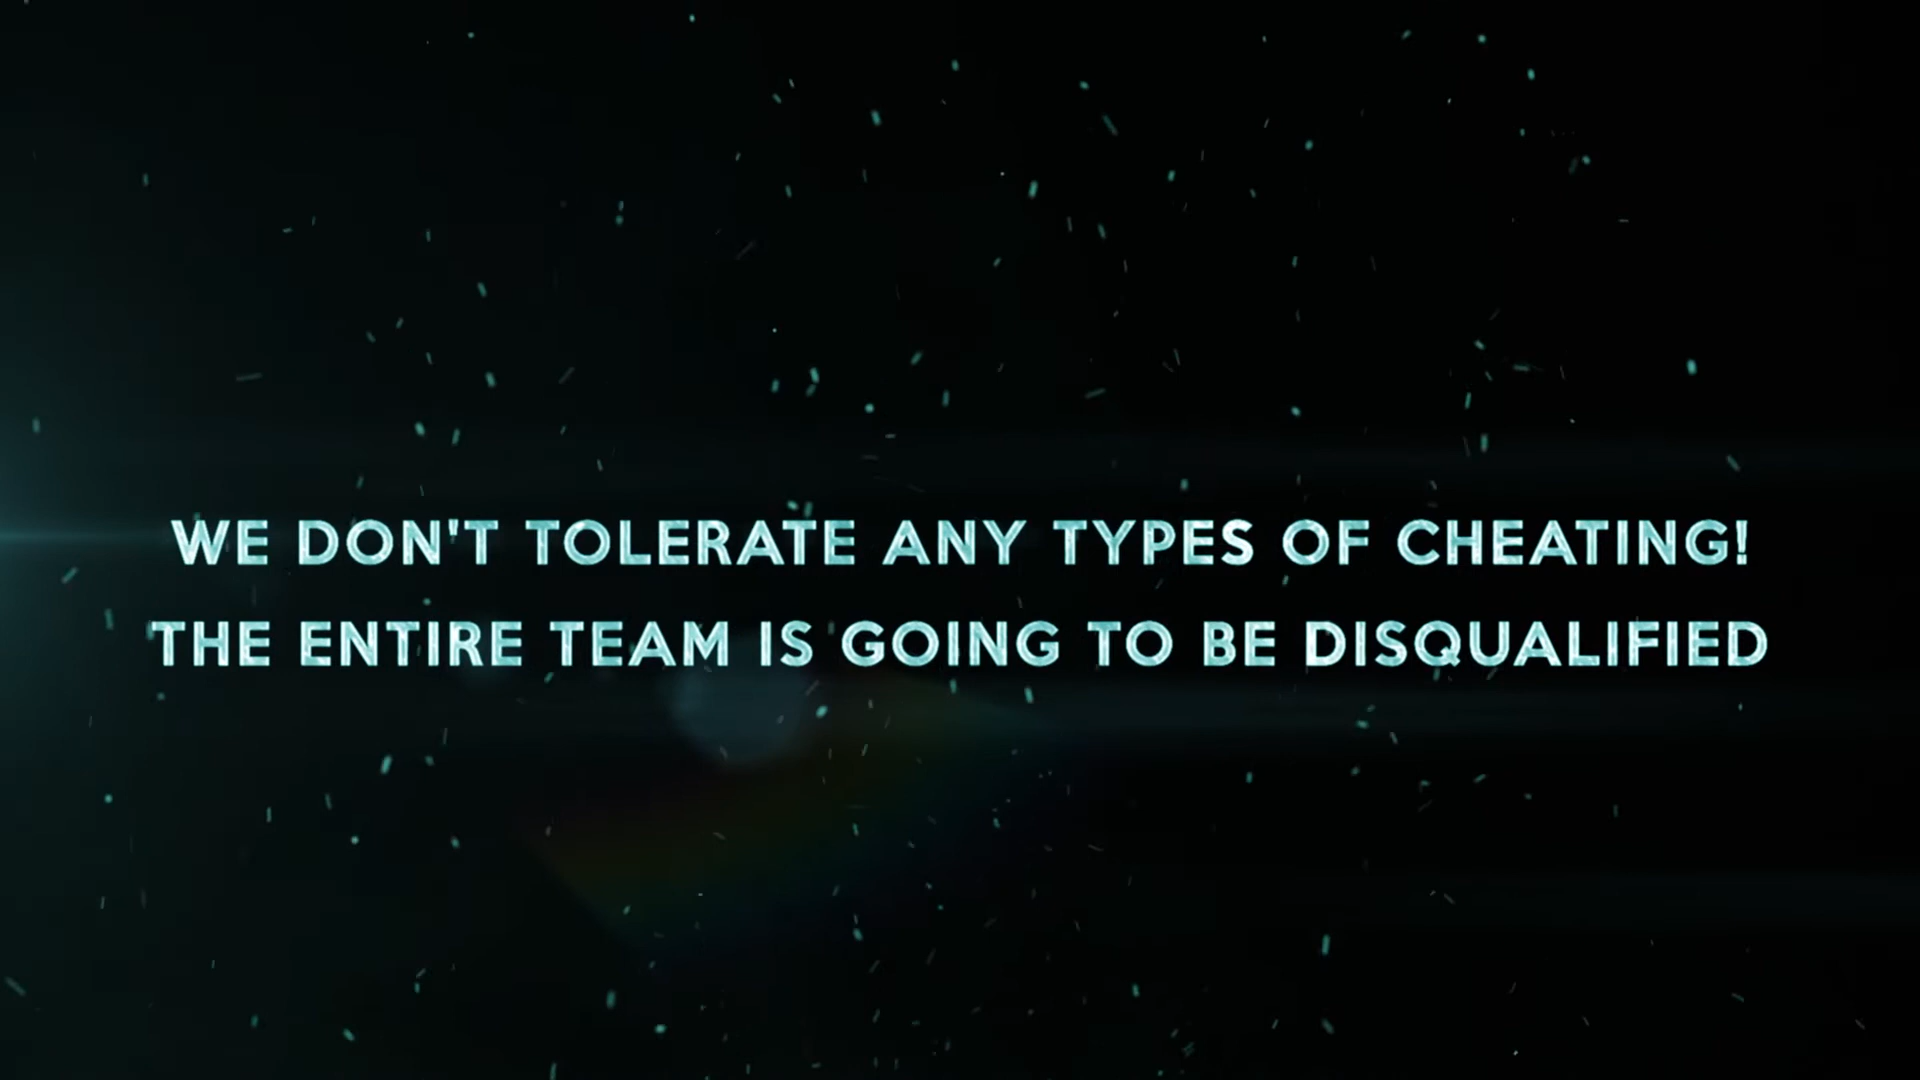 WE DON'T TOLERATE ANY TYPES OF CHEATING!
THE ENTIRE TEAM IS GOING TO BE DISQUALIFIED